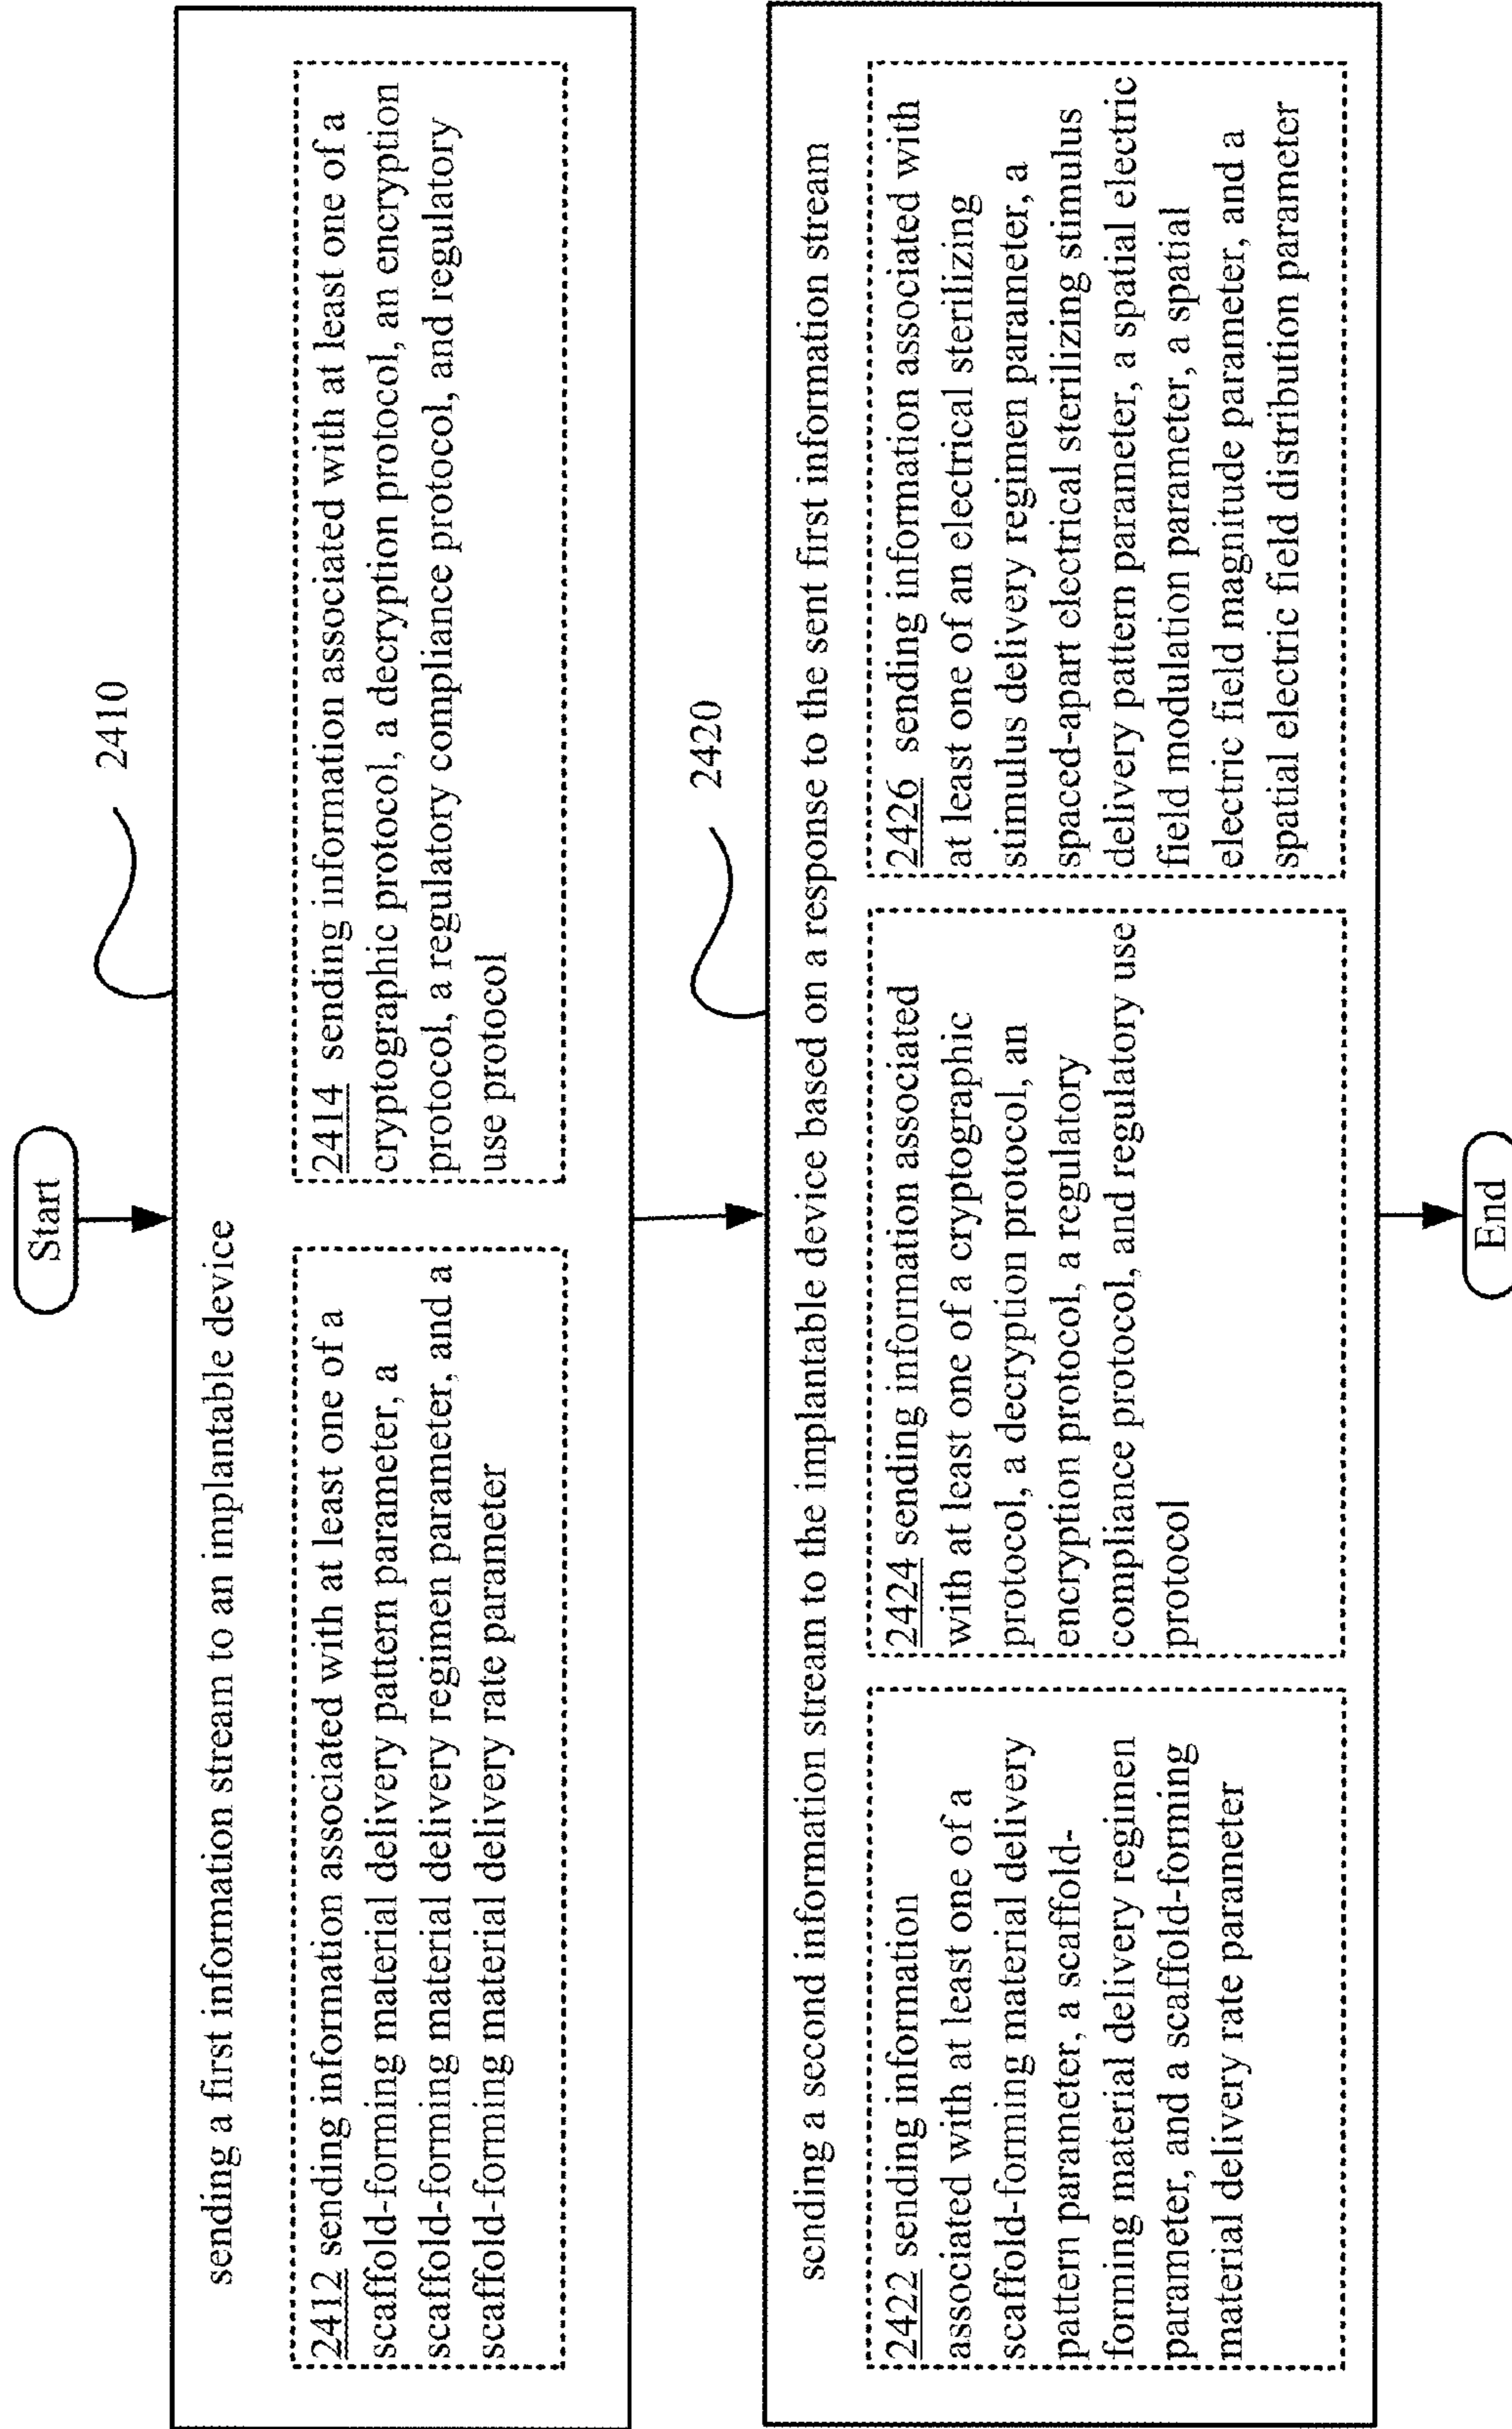 Start
2410
sending a first information stream to an implantable device
2412 sending information associated with at least one of a
scaffold-forming material delivery pattern parameter, a
scaffold-forming material delivery regimen parameter, and a
scaffold-forming material delivery rate parameter
2414 sending information associated with at least one of a
cryptographic protocol, a decryption protocol, an encryption
protocol, a regulatory compliance protocol, and regulatory
use protocol
2420
sending a second information stream to the implantable device based on a response to the sent first information stream
2422 sending information
associated with at least one of a
scaffold-forming material delivery
pattern parameter, a scaffold-
forming material delivery regimen
parameter, and a scaffold-forming
material delivery rate parameter
2424 sending information associated
with at least one of a cryptographic
protocol, a decryption protocol, an
encryption protocol, a regulatory
compliance protocol, and regulatory use
protocol
2426 sending information associated with
at least one of an electrical sterilizing
stimulus delivery regimen parameter, a
spaced-apart electrical sterilizing stimulus
delivery pattern parameter, a spatial electric
field modulation parameter, a spatial
electric field magnitude parameter, and a
spatial electric field distribution parameter
End